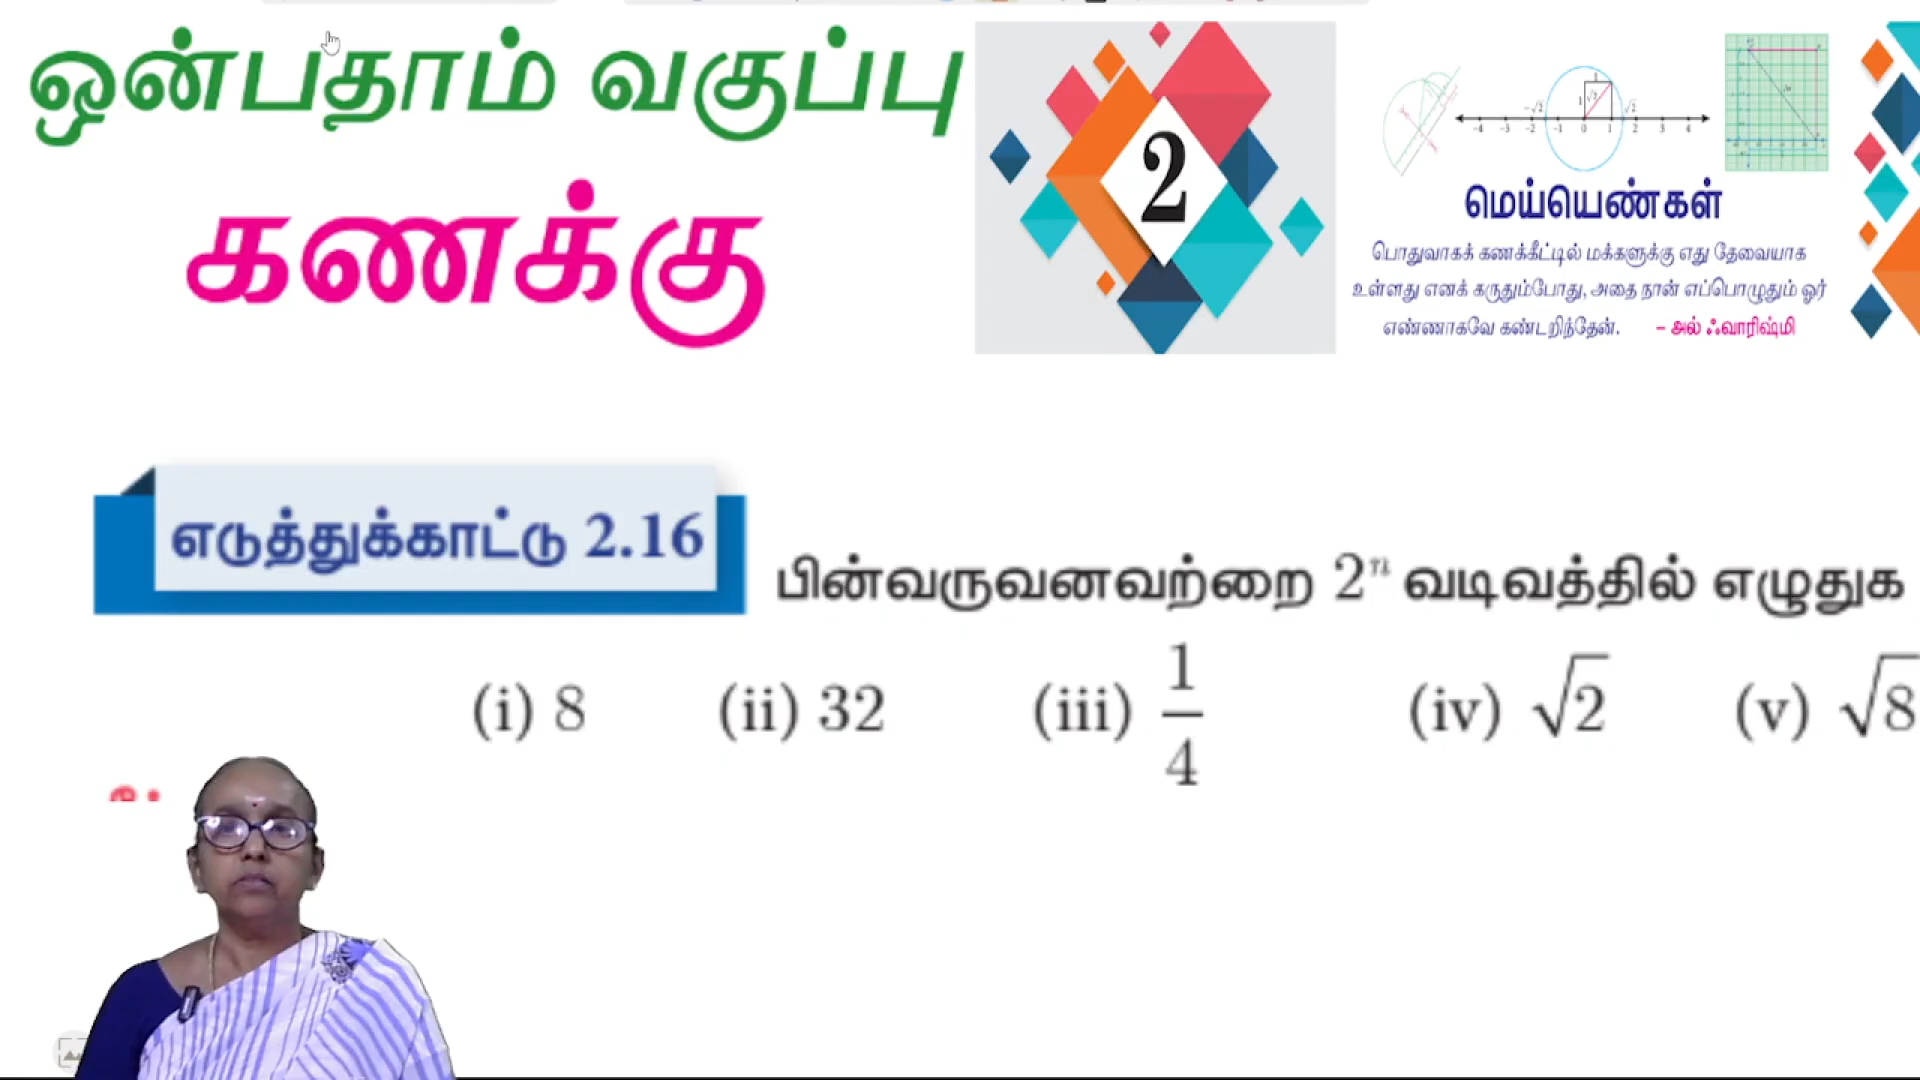 ஒன்பதாம் வகுப்பு
கணக்கு
2
மெய்யெண்கள்
பொதுவாகக் கணக்கீட்டில் மக்களுக்கு எது தேவையாக
உள்ளது எனக் கருதும்போது, அதை நான் எப்பொழுதும் ஓர்
எண்ணாகவே கண்டறிந்தேன். – அல் ஃவாரிஷ்மி
எடுத்துக்காட்டு 2.16
பின்வருவனவற்றை 2ⁿ வடிவத்தில் எழுதுக
(i) 8 (ii) 32 (iii) 1/4 (iv) √2 (v) √8